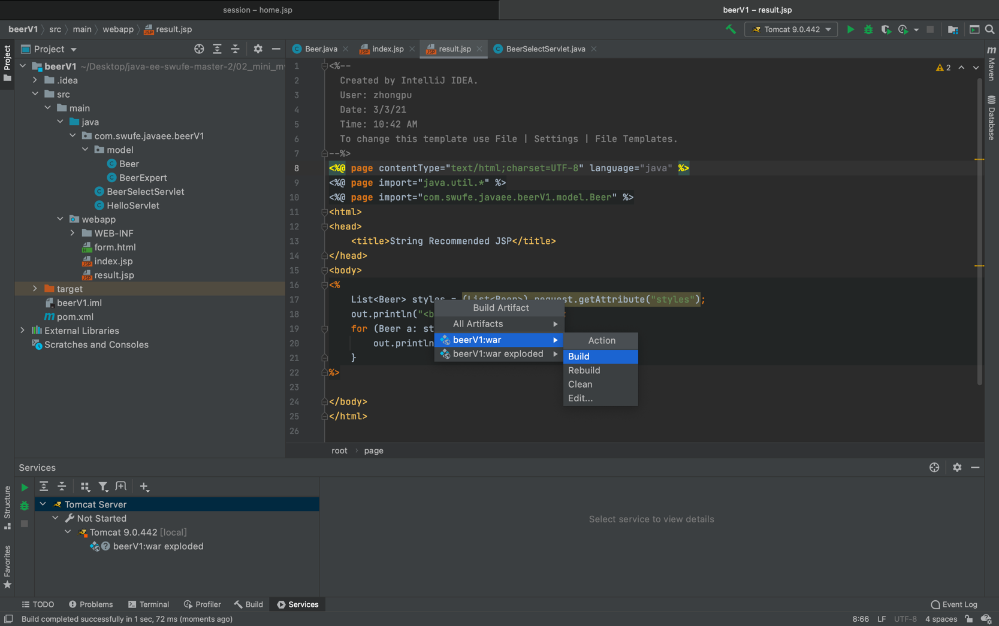 session – home.jsp
beerV1 – result.jsp
beerV1 src main webapp result.jsp
Tomcat 9.0.442
Project
Project
Beer.java
index.jsp
result.jsp
BeerSelectServlet.java
beerV1 ~/Desktop/java-ee-swufe-master-2/02_mini_m
.idea
src
main
java
com.swufe.javaee.beerV1
model
Beer
BeerExpert
BeerSelectServlet
HelloServlet
webapp
WEB-INF
form.html
index.jsp
result.jsp
target
beerV1.iml
pom.xml
External Libraries
Scratches and Consoles
2
Maven
Database
1 <%--
2 Created by IntelliJ IDEA.
3 User: zhongpu
4 Date: 3/3/21
5 Time: 10:42 AM
6 To change this template use File | Settings | File Templates.
7 --%>
8 <%@ page contentType="text/html;charset=UTF-8" language="java" %>
9 <%@ page import="java.util.*" %>
10 <%@ page import="com.swufe.javaee.beerV1.model.Beer" %>
11 <html>
12 <head>
13 <title>String Recommended JSP</title>
14 </head>
15 <body>
16 <%
17 List<Beer> styles = (List<Beer>) request.getAttribute("styles");
18 out.println("<b
19 for (Beer a: st
20 out.println
21 }
22 %>
23
24 </body>
25 </html>
26
Build Artifact
All Artifacts
beerV1:war
beerV1:war exploded
Action
Build
Rebuild
Clean
Edit...
root page
Services
Tomcat Server
Not Started
Tomcat 9.0.442 [local]
beerV1:war exploded
Select service to view details
Structure
Favorites
TODO Problems Terminal Profiler Build Services Event Log
Build completed successfully in 1 sec, 72 ms (moments ago)
8:66 LF UTF-8 4 spaces